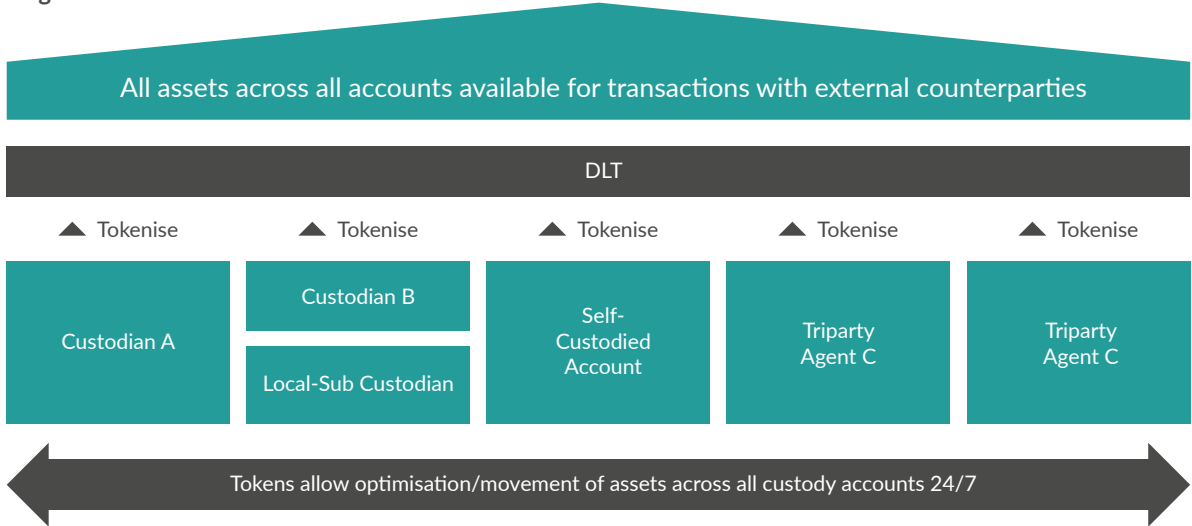 All assets across all accounts available for transactions with external counterparties
DLT
Tokenise
Tokenise
Tokenise
Tokenise
Tokenise
Custodian A
Custodian B
Local-Sub Custodian
Self-
Custodied
Account
Triparty
Agent C
Triparty
Agent C
Tokens allow optimisation/movement of assets across all custody accounts 24/7